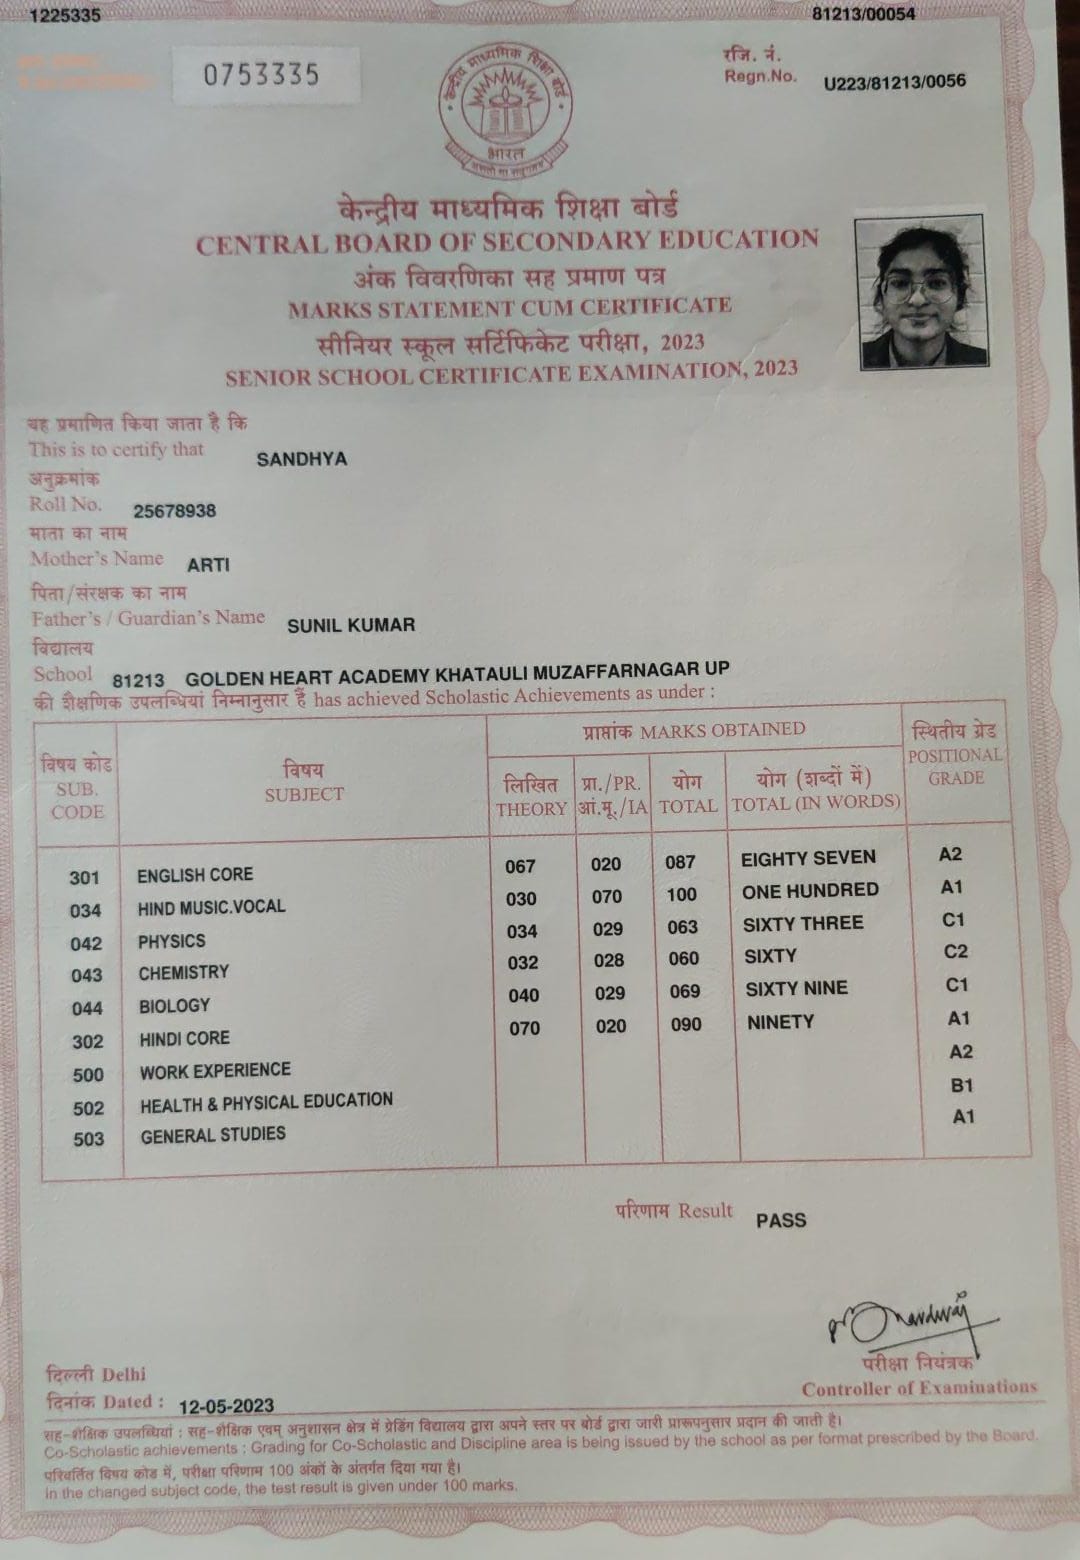 1225335
81213/00054
0753335
रजि. नं.
Regn.No. U223/81213/0056
केन्द्रीय माध्यमिक शिक्षा बोर्ड
भारत
असतो मा सद्गमय
केन्द्रीय माध्यमिक शिक्षा बोर्ड
CENTRAL BOARD OF SECONDARY EDUCATION
अंक विवरणिका सह प्रमाण पत्र
MARKS STATEMENT CUM CERTIFICATE
सीनियर स्कूल सर्टिफिकेट परीक्षा, 2023
SENIOR SCHOOL CERTIFICATE EXAMINATION, 2023
यह प्रमाणित किया जाता है कि
This is to certify that SANDHYA
अनुक्रमांक
Roll No. 25678938
माता का नाम
Mother's Name ARTI
पिता/संरक्षक का नाम
Father's / Guardian's Name SUNIL KUMAR
विद्यालय
School 81213 GOLDEN HEART ACADEMY KHATAULI MUZAFFARNAGAR UP
की शैक्षणिक उपलब्धियां निम्नानुसार हैं has achieved Scholastic Achievements as under :
विषय कोड
SUB.
CODE
विषय
SUBJECT
प्राप्तांक MARKS OBTAINED
लिखित
THEORY
प्रा./PR.
आं.मू./IA
योग
TOTAL
योग (शब्दों में)
TOTAL (IN WORDS)
स्थितीय ग्रेड
POSITIONAL
GRADE
301 ENGLISH CORE 067 020 087 EIGHTY SEVEN A2
034 HIND MUSIC.VOCAL 030 070 100 ONE HUNDRED A1
042 PHYSICS 034 029 063 SIXTY THREE C1
043 CHEMISTRY 032 028 060 SIXTY C2
044 BIOLOGY 040 029 069 SIXTY NINE C1
302 HINDI CORE 070 020 090 NINETY A1
500 WORK EXPERIENCE A2
502 HEALTH & PHYSICAL EDUCATION B1
503 GENERAL STUDIES A1
परिणाम Result PASS
दिल्ली Delhi
दिनांक Dated : 12-05-2023
परीक्षा नियंत्रक
Controller of Examinations
सह-शैक्षिक उपलब्धियां : सह-शैक्षिक एवम् अनुशासन क्षेत्र में ग्रेडिंग विद्यालय द्वारा अपने स्तर पर बोर्ड द्वारा जारी प्रारूपनुसार प्रदान की जाती है।
Co-Scholastic achievements : Grading for Co-Scholastic and Discipline area is being issued by the school as per format prescribed by the Board.
परिवर्तित विषय कोड में, परीक्षा परिणाम 100 अंकों के अंतर्गत दिया गया है।
In the changed subject code, the test result is given under 100 marks.